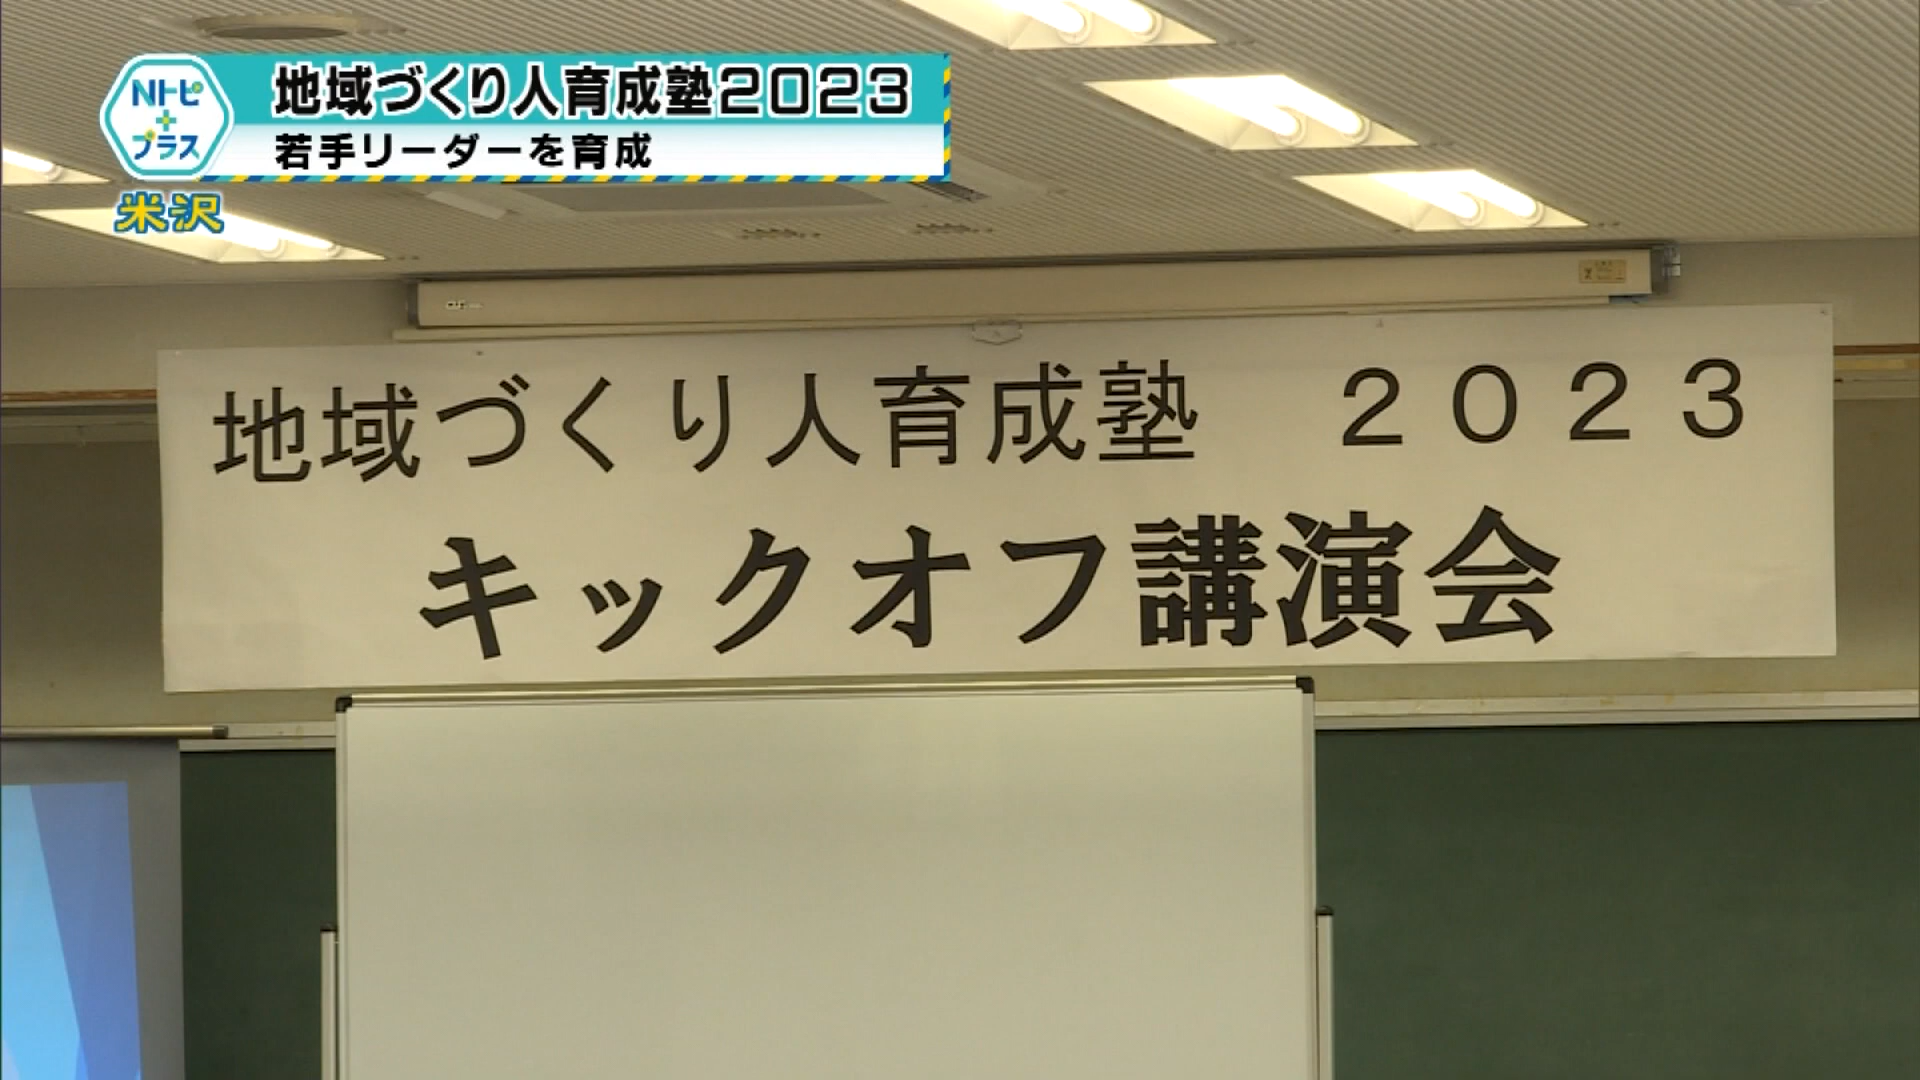 Nトピ
+
プラス
地域づくり人育成塾2023
若手リーダーを育成
米沢
地域づくり人育成塾　２０２３
キックオフ講演会